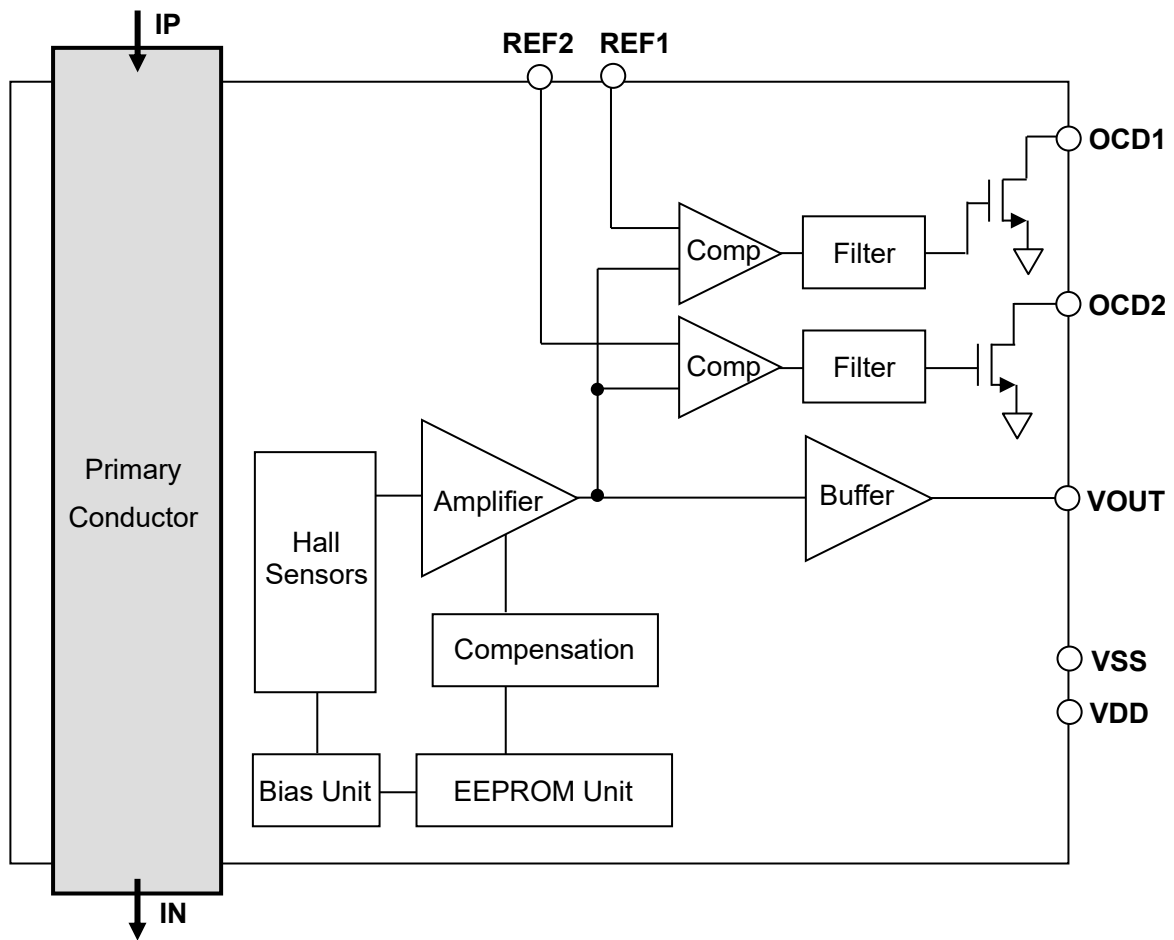 IP
REF2 REF1
OCD1
Comp
Filter
OCD2
Comp
Filter
Primary
Conductor
Hall
Sensors
Amplifier
Buffer
VOUT
Compensation
VSS
VDD
Bias Unit
EEPROM Unit
IN